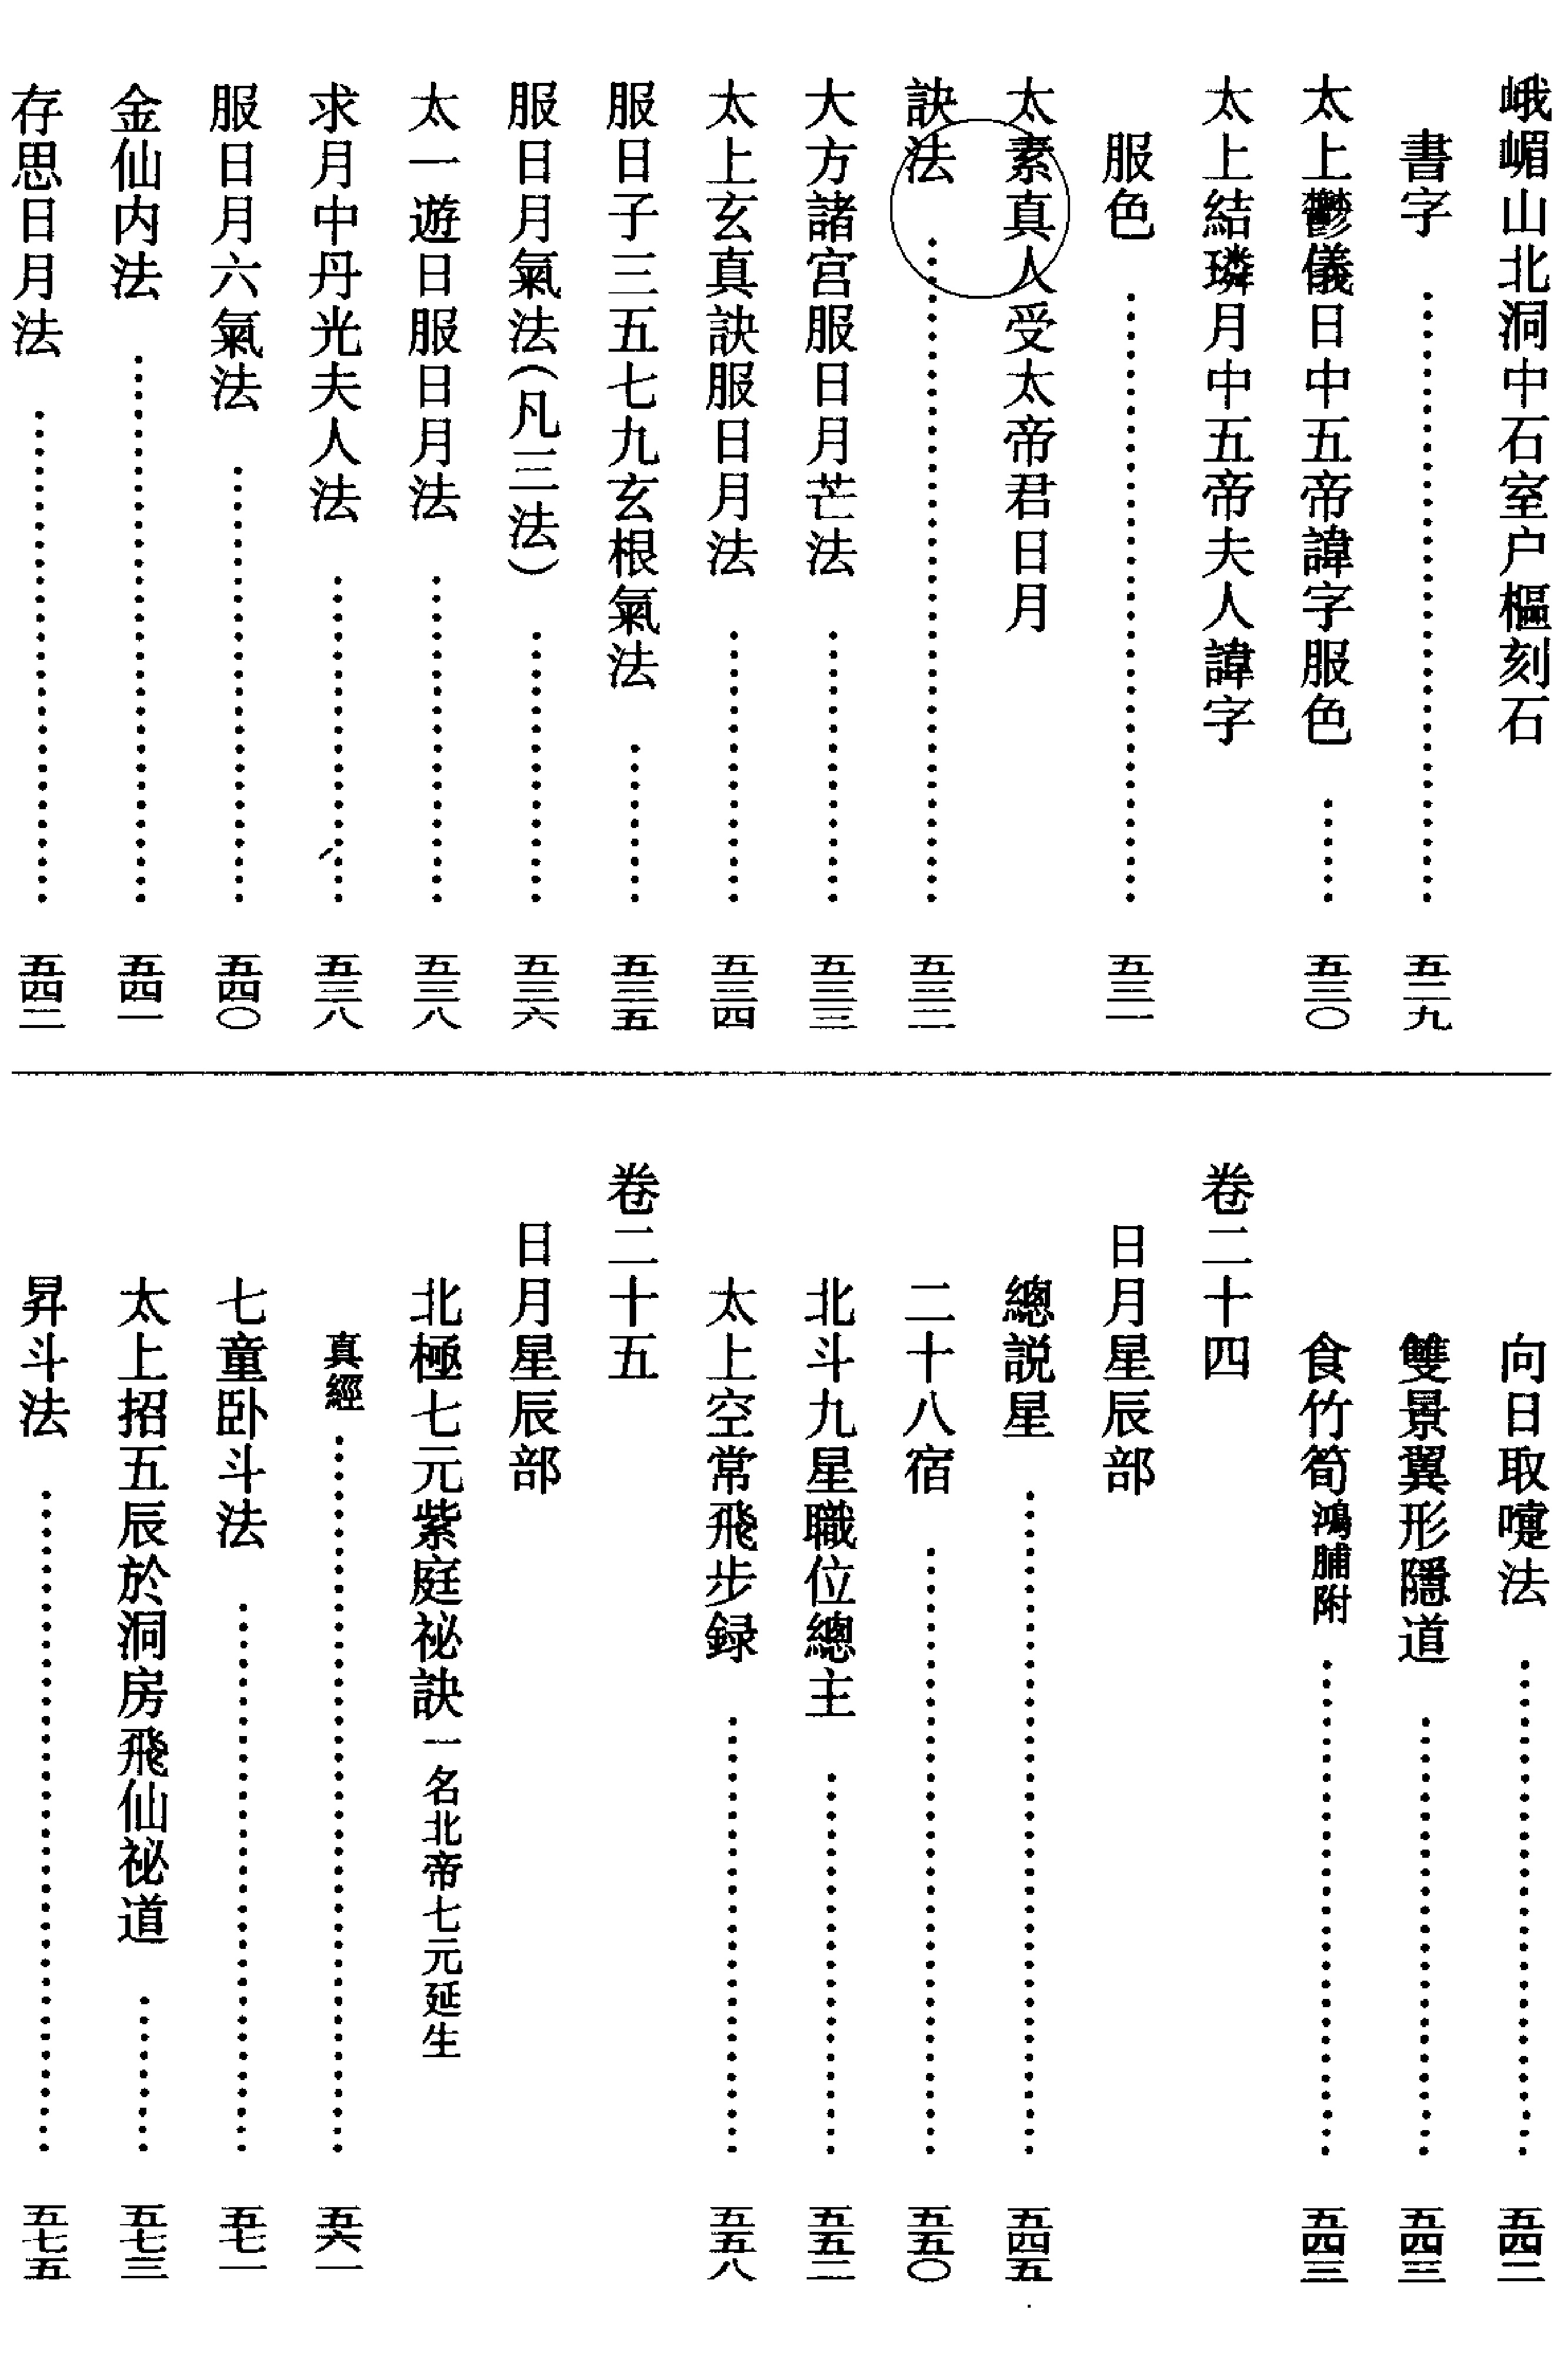 峨嵋山北洞中石室户樞刻石
書字……五二九
太上鬱儀日中五帝諱字服色……五三〇
太上結璘月中五帝夫人諱字
服色……五三一
太素真人受太帝君日月
訣法……五三二
大方諸宫服日月芒法……五三三
太上玄真訣服日月法……五三四
服日子三五七九玄根氣法……五三五
服日月氣法(凡三法)……五三六
太一遊日服日月法……五三八
求月中丹光夫人法……五三八
服日月六氣法……五四〇
金仙内法……五四一
存思日月法……五四二
向日取嚏法……五四二
雙景翼形隱道……五四三
食竹筍鴻脯附……五四三
卷二十四
日月星辰部
總説星……五四五
二十八宿……五五〇
北斗九星職位總主……五五二
太上空常飛步録……五五八
卷二十五
日月星辰部
北極七元紫庭祕訣一名北帝七元延生
真經……五六一
七童卧斗法……五七一
太上招五辰於洞房飛仙祕道……五七三
昇斗法……五七五